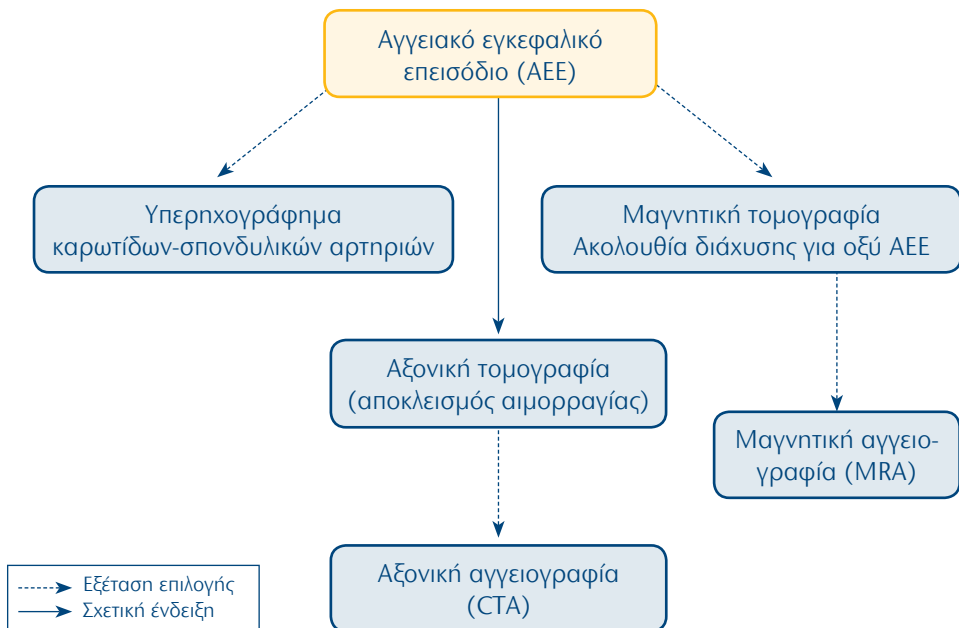 Αγγειακό εγκεφαλικό
επεισόδιο (ΑΕΕ)
Υπερηχογράφημα
καρωτίδων-σπονδυλικών αρτηριών
Μαγνητική τομογραφία
Ακολουθία διάχυσης για οξύ ΑΕΕ
Αξονική τομογραφία
(αποκλεισμός αιμορραγίας)
Μαγνητική αγγειο-
γραφία (MRA)
Αξονική αγγειογραφία
(CTA)
Εξέταση επιλογής
Σχετική ένδειξη